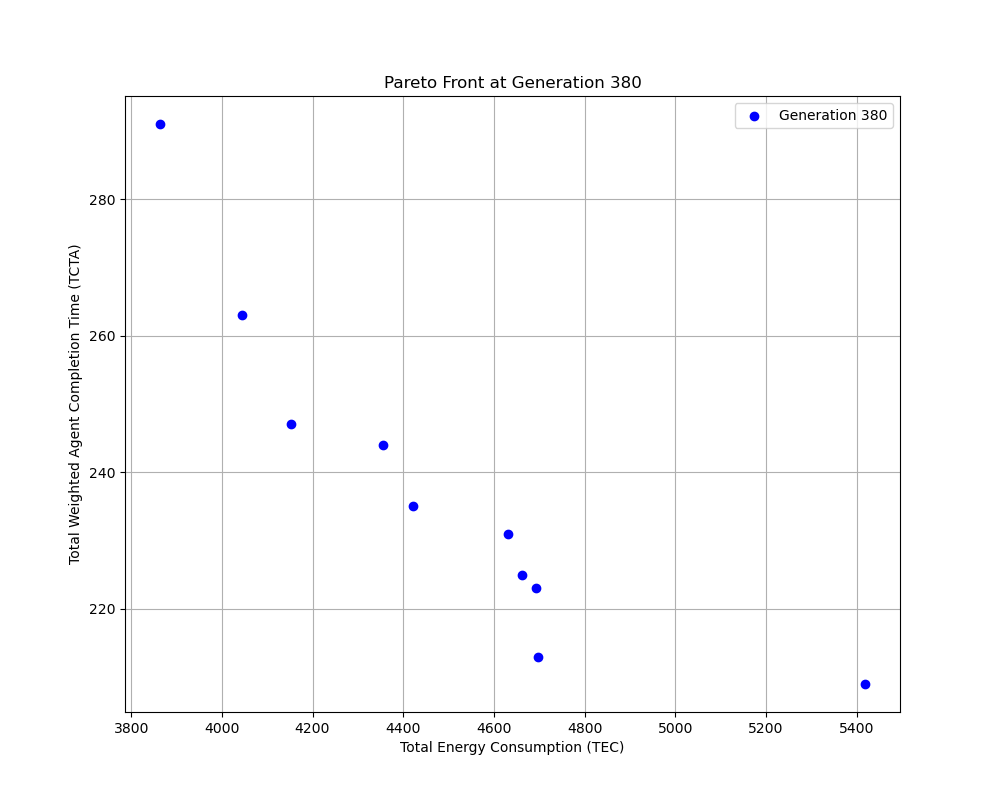 Pareto Front at Generation 380
Generation 380
Total Weighted Agent Completion Time (TCTA)
280
260
240
220
3800 4000 4200 4400 4600 4800 5000 5200 5400
Total Energy Consumption (TEC)